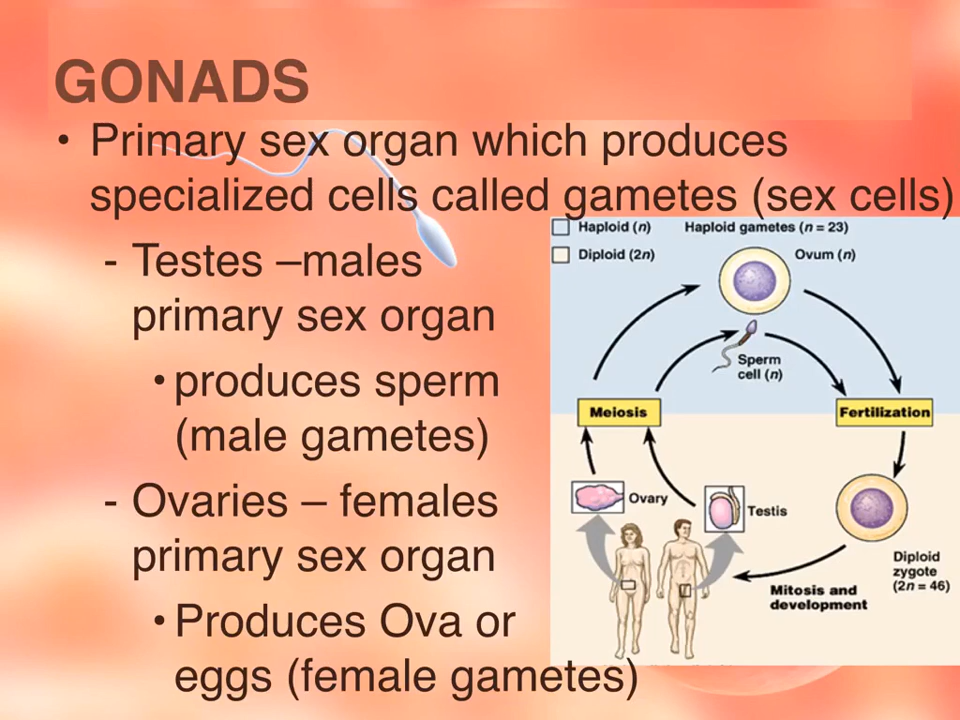 GONADS
• Primary sex organ which produces
specialized cells called gametes (sex cells)
- Testes –males
primary sex organ
• produces sperm
(male gametes)
- Ovaries – females
primary sex organ
• Produces Ova or
eggs (female gametes)
Haploid (n)
Diploid (2n)
Haploid gametes (n = 23)
Ovum (n)
Sperm
cell (n)
Meiosis
Fertilization
Ovary
Testis
Diploid
zygote
(2n = 46)
Mitosis and
development